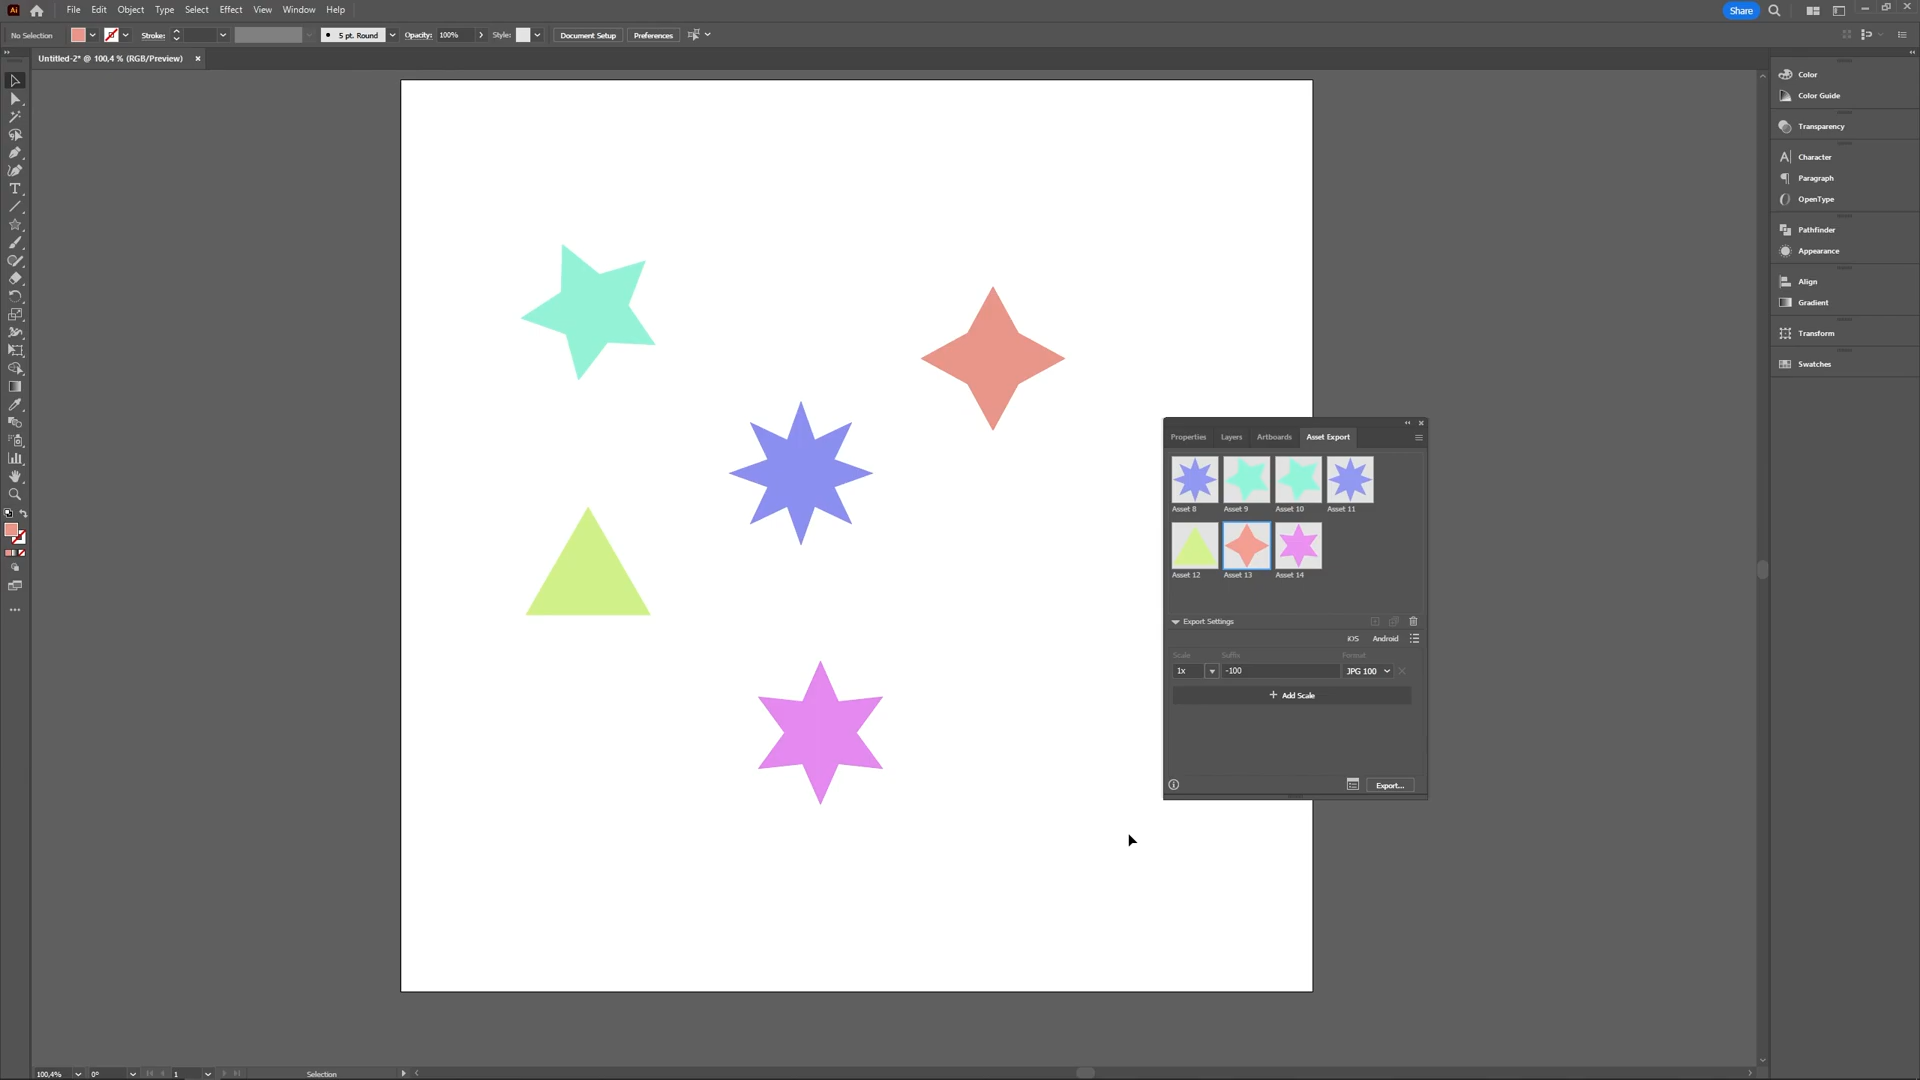 Ai File Edit Object Type Select Effect View Window Help Share
No Selection Stroke: 5 pt. Round Opacity: 100% Style: Document Setup Preferences
Untitled-2* @ 100,4 % (RGB/Preview) ×
Color
Color Guide
Transparency
Character
Paragraph
OpenType
Pathfinder
Appearance
Align
Gradient
Transform
Swatches
Properties Layers Artboards Asset Export
Asset 8 Asset 9 Asset 10 Asset 11
Asset 12 Asset 13 Asset 14
Export Settings
iOS Android
Scale Suffix Format
1x -100 JPG 100
+ Add Scale
Export...
100,4% 0° 1 Selection